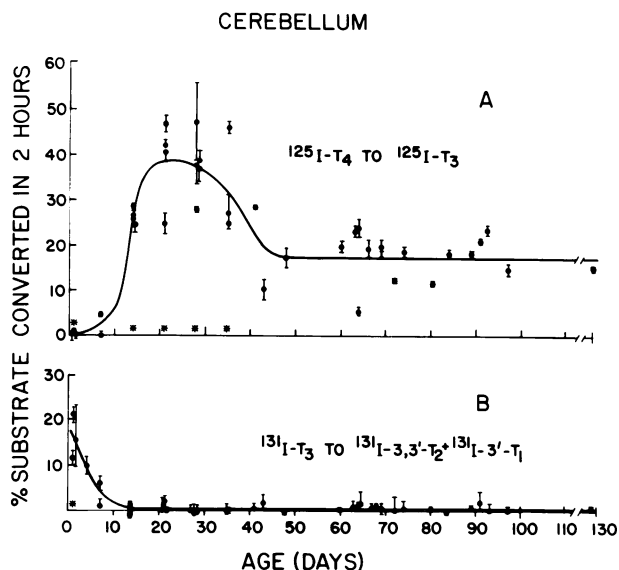 CEREBELLUM
% SUBSTRATE CONVERTED IN 2 HOURS
60
50
40
30
20
10
0
A
¹²⁵I-T₄ TO ¹²⁵I-T₃
30
20
10
B
¹³¹I-T₃ TO ¹³¹I-3,3'-T₂+¹³¹I-3'-T₁
0 10 20 30 40 50 60 70 80 90 100 110 130
AGE (DAYS)